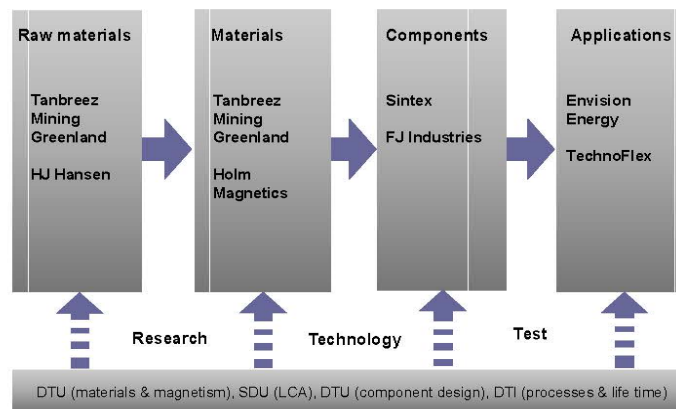 Raw materials
Tanbreez
Mining
Greenland
HJ Hansen
Materials
Tanbreez
Mining
Greenland
Holm
Magnetics
Components
Sintex
FJ Industries
Applications
Envision
Energy
TechnoFlex
Research
Technology
Test
DTU (materials & magnetism), SDU (LCA), DTU (component design), DTI (processes & life time)